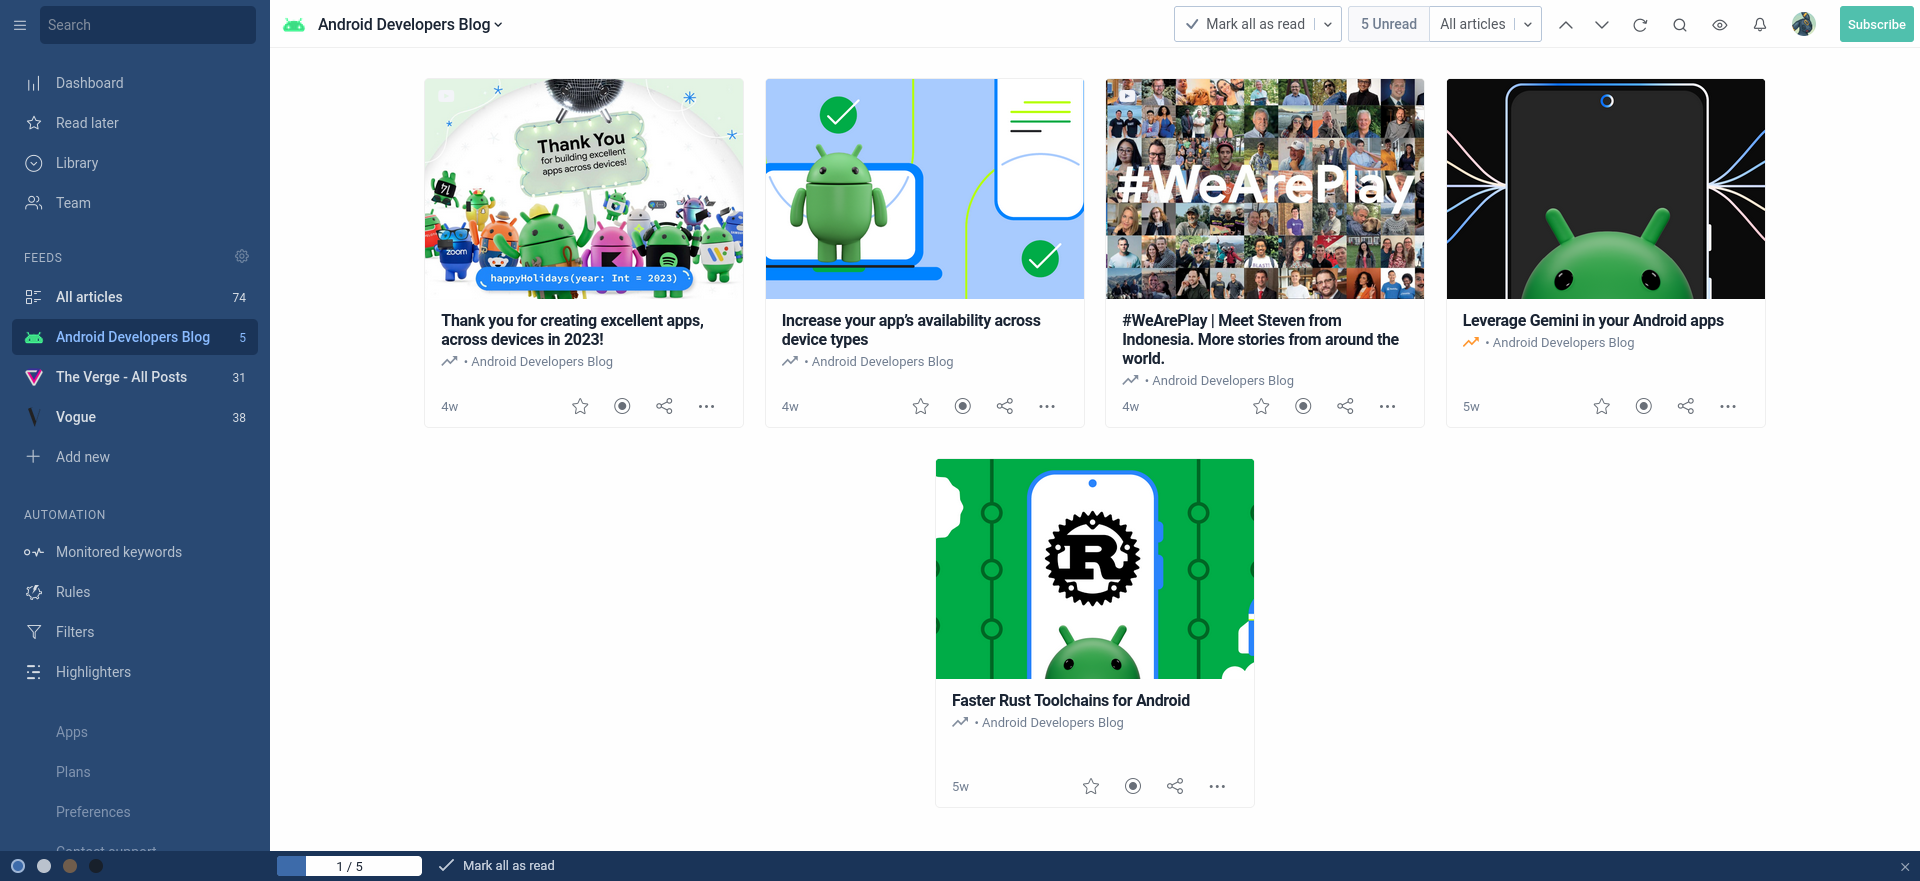 Search
Dashboard
Read later
Library
Team
FEEDS
All articles 74
Android Developers Blog 5
The Verge - All Posts 31
Vogue 38
Add new
AUTOMATION
Monitored keywords
Rules
Filters
Highlighters
Apps
Plans
Preferences
Contact support
Android Developers Blog
Mark all as read
5 Unread
All articles
Subscribe
Thank You
for building excellent
apps across devices!
zoom
happyHolidays(year: Int = 2023)
Thank you for creating excellent apps,
across devices in 2023!
• Android Developers Blog
4w
Increase your app's availability across
device types
• Android Developers Blog
4w
#WeArePlay
#WeArePlay | Meet Steven from
Indonesia. More stories from around the
world.
• Android Developers Blog
4w
Leverage Gemini in your Android apps
• Android Developers Blog
5w
R
Faster Rust Toolchains for Android
• Android Developers Blog
5w
1 / 5
Mark all as read